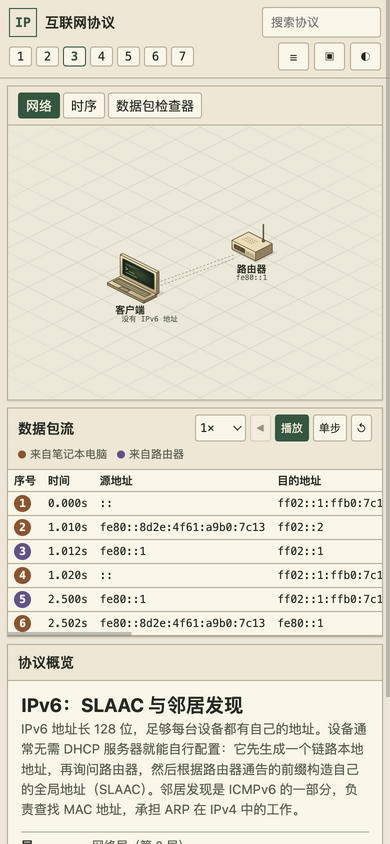 IP 互联网协议 搜索协议
1 2 3 4 5 6 7
网络 时序 数据包检查器
路由器
fe80::1
客户端
没有 IPv6 地址
数据包流 1× 播放 单步
来自笔记本电脑 来自路由器
序号 时间 源地址 目的地址
1 0.000s :: ff02::1:ffb0:7c1
2 1.010s fe80::8d2e:4f61:a9b0:7c13 ff02::2
3 1.012s fe80::1 ff02::1
4 1.020s :: ff02::1:ffb0:7c1
5 2.500s fe80::1 ff02::1:ffb0:7c1
6 2.502s fe80::8d2e:4f61:a9b0:7c13 fe80::1
协议概览
IPv6：SLAAC 与邻居发现
IPv6 地址长 128 位，足够每台设备都有自己的地址。设备通
常无需 DHCP 服务器就能自行配置：它先生成一个链路本地
地址，再询问路由器，然后根据路由器通告的前缀构造自己
的全局地址（SLAAC）。邻居发现是 ICMPv6 的一部分，负
责查找 MAC 地址，承担 ARP 在 IPv4 中的工作。